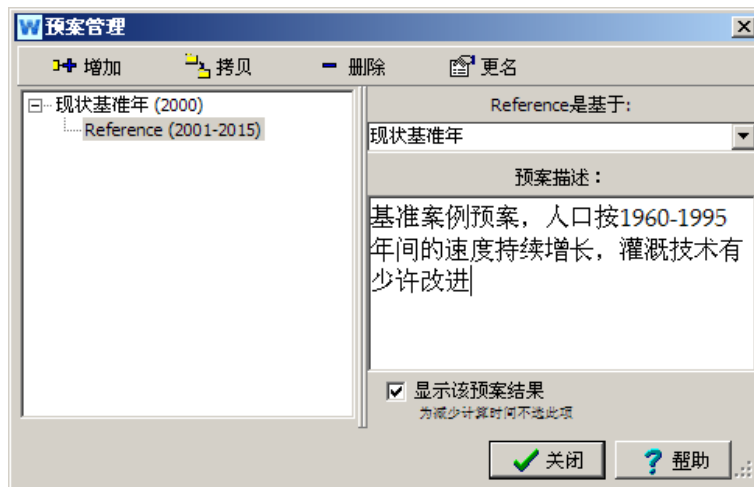 预案管理
增加 拷贝 删除 更名
现状基准年 (2000)
Reference (2001-2015)
Reference是基于:
现状基准年
预案描述：
基准案例预案，人口按1960-1995
年间的速度持续增长，灌溉技术有
少许改进
显示该预案结果
为减少计算时间不选此项
关闭 帮助